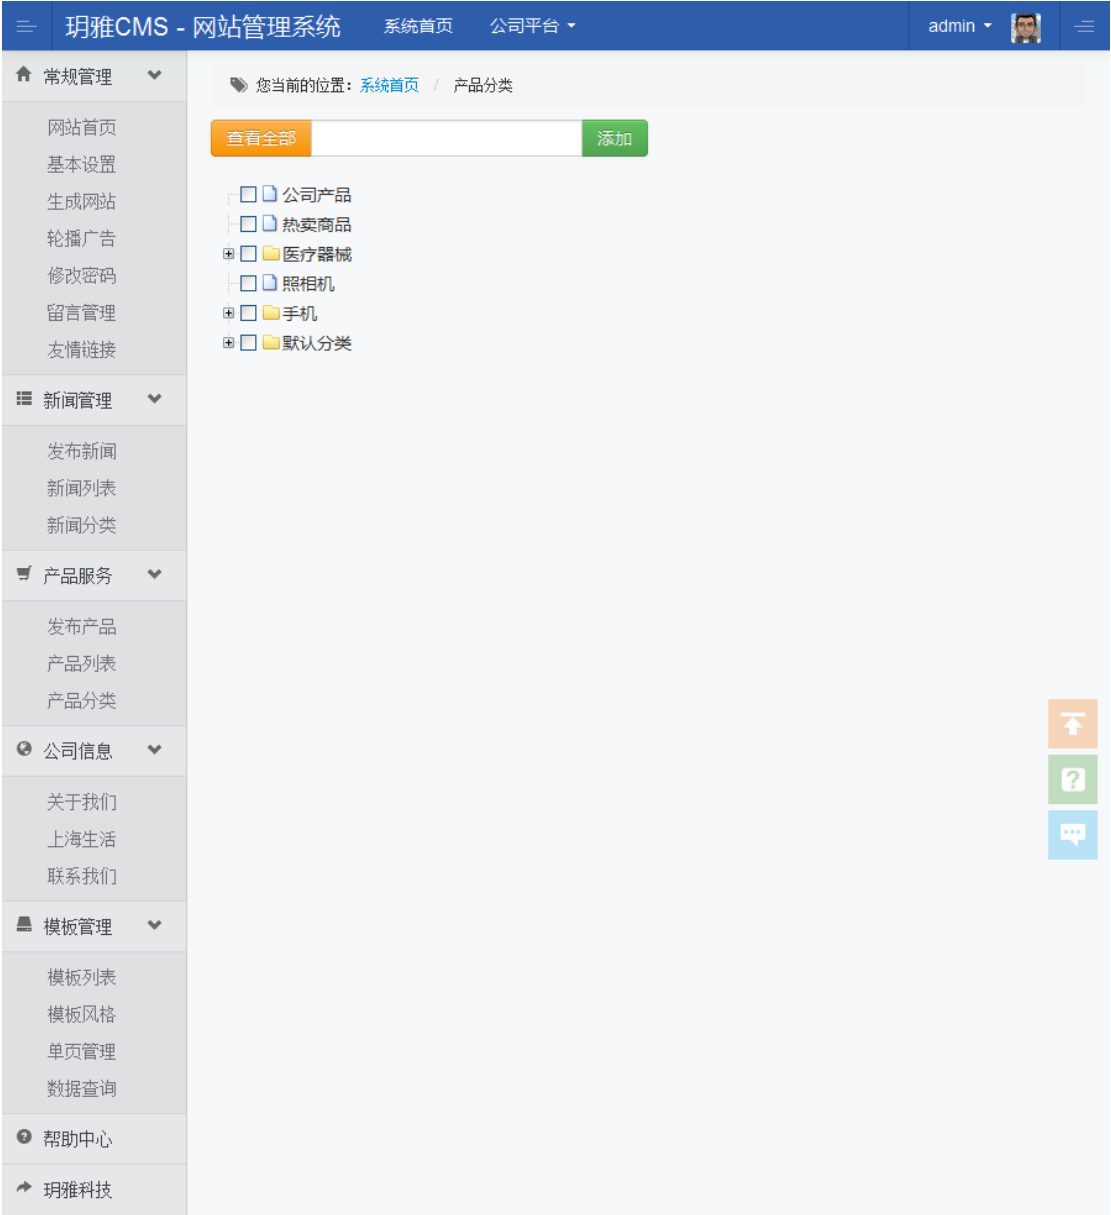 玥雅CMS - 网站管理系统 系统首页 公司平台 admin
常规管理
网站首页
基本设置
生成网站
轮播广告
修改密码
留言管理
友情链接
新闻管理
发布新闻
新闻列表
新闻分类
产品服务
发布产品
产品列表
产品分类
公司信息
关于我们
上海生活
联系我们
模板管理
模板列表
模板风格
单页管理
数据查询
帮助中心
玥雅科技
您当前的位置：系统首页 / 产品分类
查看全部 添加
公司产品
热卖商品
医疗器械
照相机
手机
默认分类